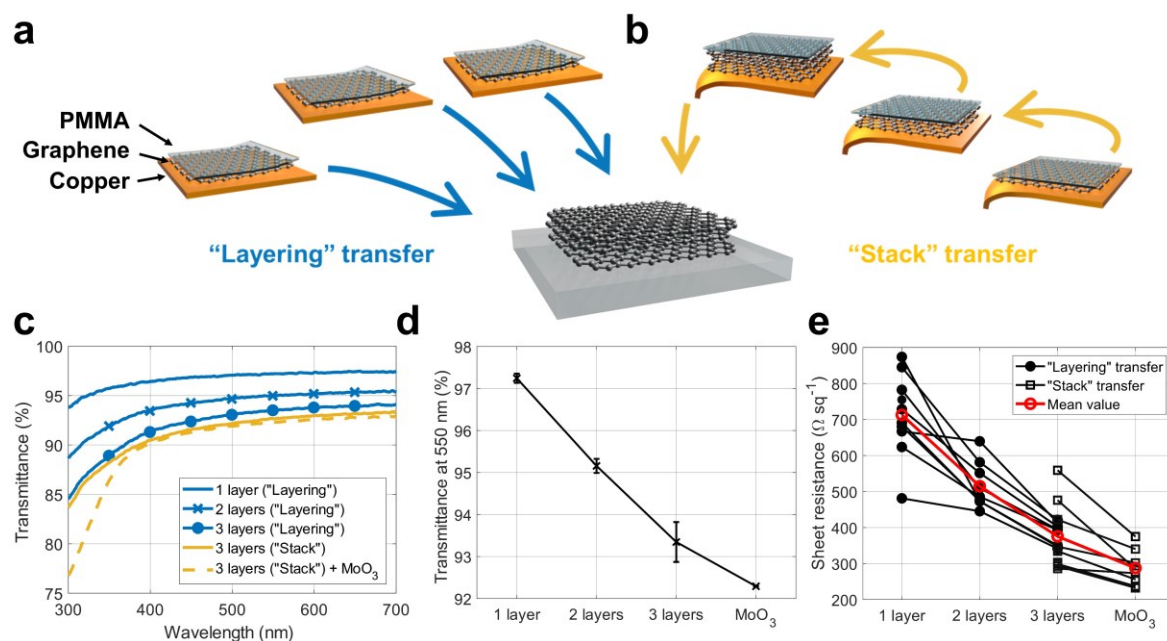 a
b
PMMA
Graphene
Copper
“Layering” transfer
“Stack” transfer
c
d
e
100
95
90
85
80
75
Transmittance (%)
300
400
500
600
700
Wavelength (nm)
1 layer ("Layering")
2 layers ("Layering")
3 layers ("Layering")
3 layers ("Stack")
3 layers ("Stack") + MoO₃
98
97
96
95
94
93
92
Transmittance at 550 nm (%)
1 layer
2 layers
3 layers
MoO₃
900
800
700
600
500
400
300
200
Sheet resistance (Ω sq⁻¹)
"Layering" transfer
"Stack" transfer
Mean value
1 layer
2 layers
3 layers
MoO₃